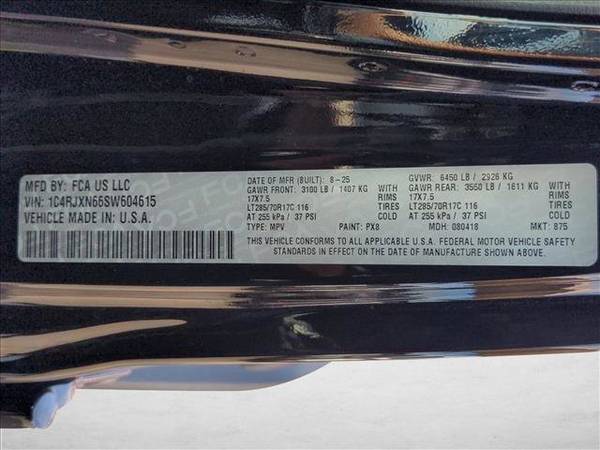 MFD BY: FCA US LLC
VIN: 1C4RJXN66SW604615
VEHICLE MADE IN: U.S.A.
DATE OF MFR (BUILT): 8-25 GVWR: 6450 LB / 2926 KG
GAWR FRONT: 3100 LB / 1407 KG WITH GAWR REAR: 3550 LB / 1611 KG WITH
17X7.5 RIMS 17X7.5 RIMS
LT285/70R17C 116 TIRES LT285/70R17C 116 TIRES
AT 255 kPa / 37 PSI COLD AT 255 kPa / 37 PSI COLD
TYPE: MPV PAINT: PX8 MDH: 080418 MKT: 875
THIS VEHICLE CONFORMS TO ALL APPLICABLE U.S.A. FEDERAL MOTOR VEHICLE SAFETY
STANDARDS IN EFFECT ON THE DATE OF MANUFACTURE SHOWN ABOVE.